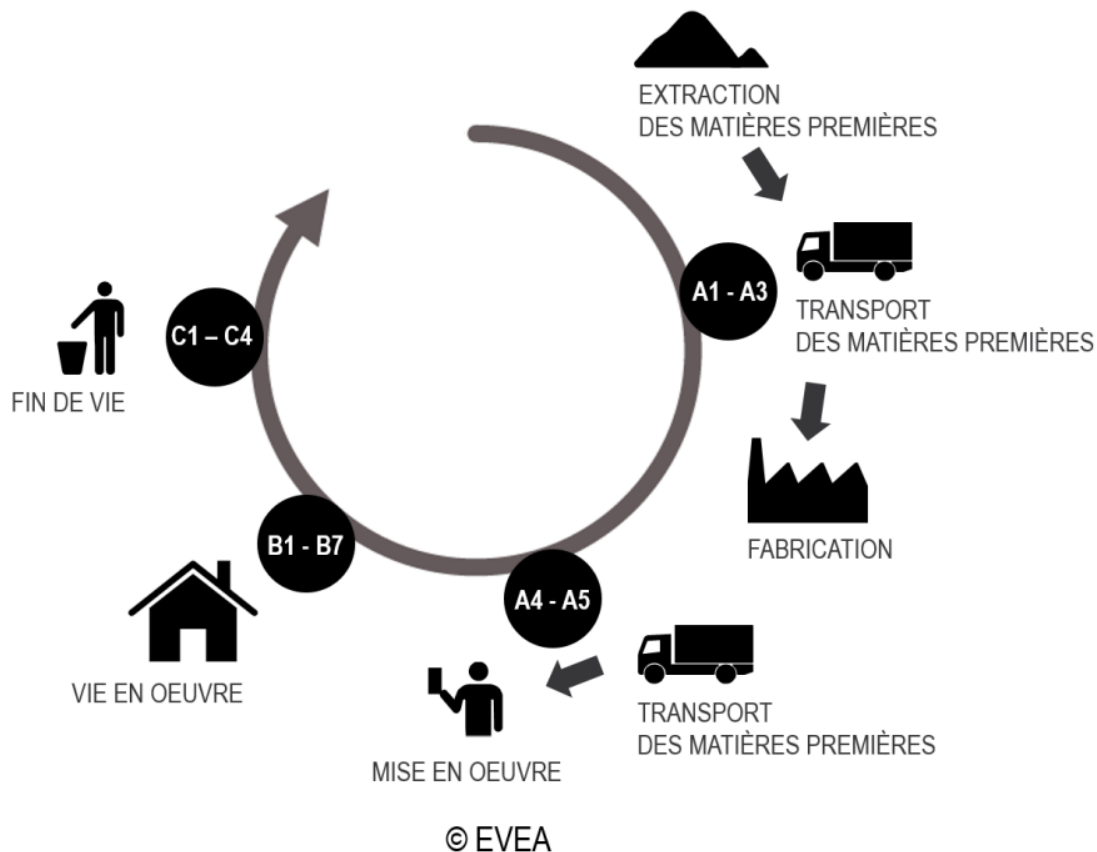 EXTRACTION
DES MATIÈRES PREMIÈRES
A1 - A3
TRANSPORT
DES MATIÈRES PREMIÈRES
FABRICATION
A4 - A5
TRANSPORT
DES MATIÈRES PREMIÈRES
MISE EN OEUVRE
B1 - B7
VIE EN OEUVRE
C1 – C4
FIN DE VIE
© EVEA